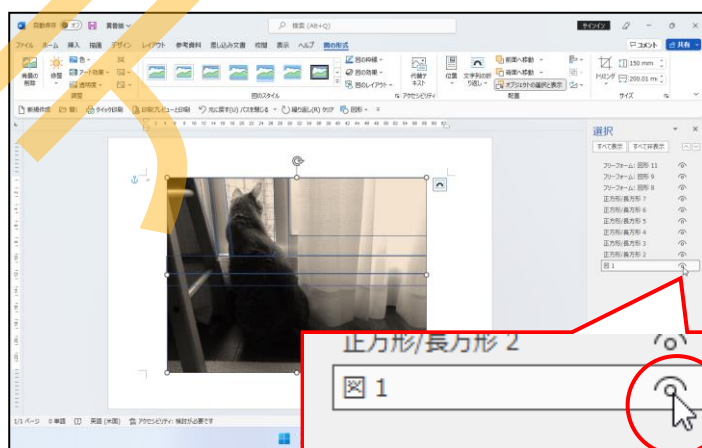 自動保存 オフ 葉書級
検索 (Alt+Q)
サインイン
ファイル ホーム 挿入 描画 デザイン レイアウト 参考資料 差し込み文書 校閲 表示 ヘルプ 図の形式
コメント 共有
背景の削除 修整 色 アート効果 透明度
図の枠線 図の効果 図のレイアウト
代替テキスト
位置 文字列の折り返し 前面へ移動 背面へ移動 オブジェクトの選択と表示
トリミング 150 mm 200.01 mm
調整 図のスタイル アクセシビリティ 配置 サイズ
新規作成 開く クイック印刷 印刷プレビューと印刷 元に戻す(U) パスを閉じる 繰り返し(R) クリア 図形
選択
すべて表示 すべて非表示
フリーフォーム: 図形 11
フリーフォーム: 図形 9
フリーフォーム: 図形 8
正方形/長方形 7
正方形/長方形 6
正方形/長方形 5
正方形/長方形 4
正方形/長方形 3
正方形/長方形 2
図 1
正方形/長方形 2
図 1
1/1 ページ 0 単語 英語 (米国) アクセシビリティ: 検討が必要です